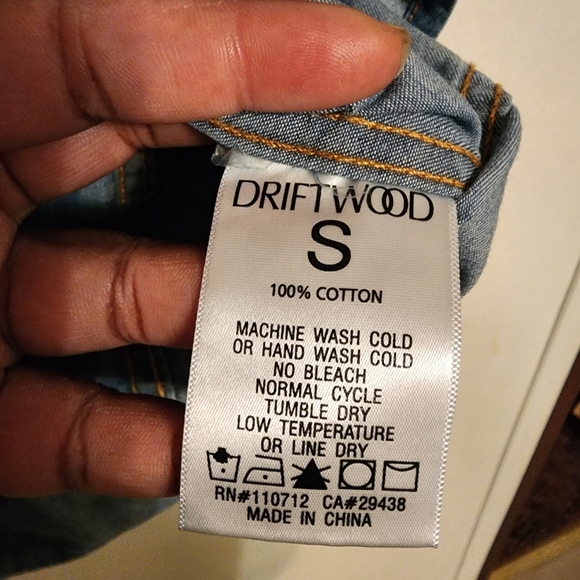 DRIFTWOOD
S
100% COTTON
MACHINE WASH COLD
OR HAND WASH COLD
NO BLEACH
NORMAL CYCLE
TUMBLE DRY
LOW TEMPERATURE
OR LINE DRY
RN#110712 CA#29438
MADE IN CHINA